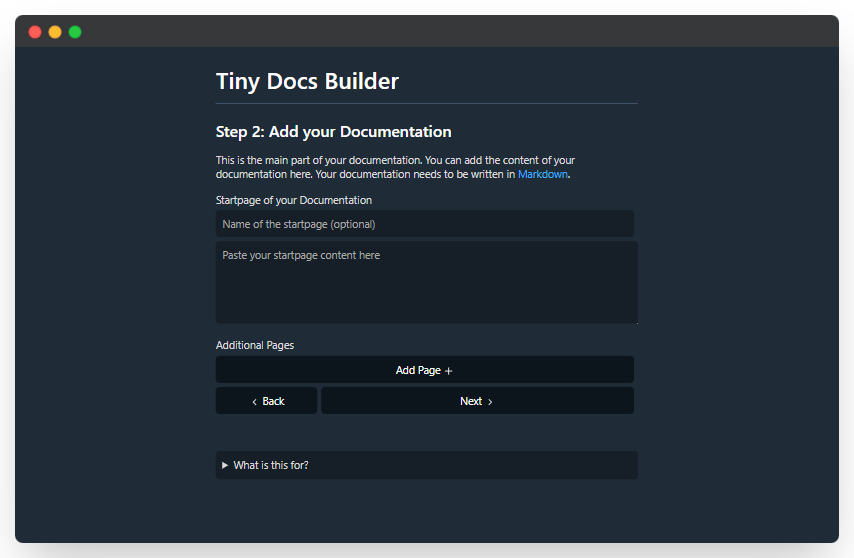 Tiny Docs Builder
Step 2: Add your Documentation
This is the main part of your documentation. You can add the content of your
documentation here. Your documentation needs to be written in Markdown.
Startpage of your Documentation
Name of the startpage (optional)
Paste your startpage content here
Additional Pages
Add Page +
‹ Back
Next ›
▶ What is this for?